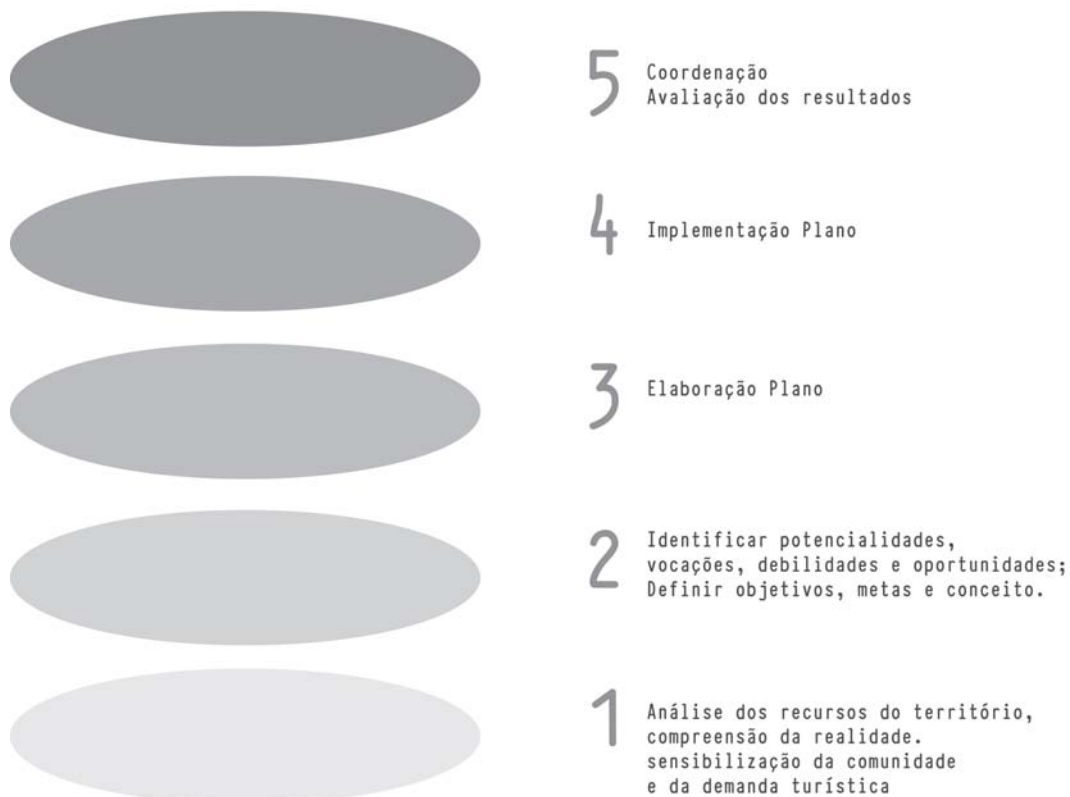 5
Coordenação
Avaliação dos resultados
4
Implementação Plano
3
Elaboração Plano
2
Identificar potencialidades,
vocações, debilidades e oportunidades;
Definir objetivos, metas e conceito.
1
Análise dos recursos do território,
compreensão da realidade.
sensibilização da comunidade
e da demanda turística